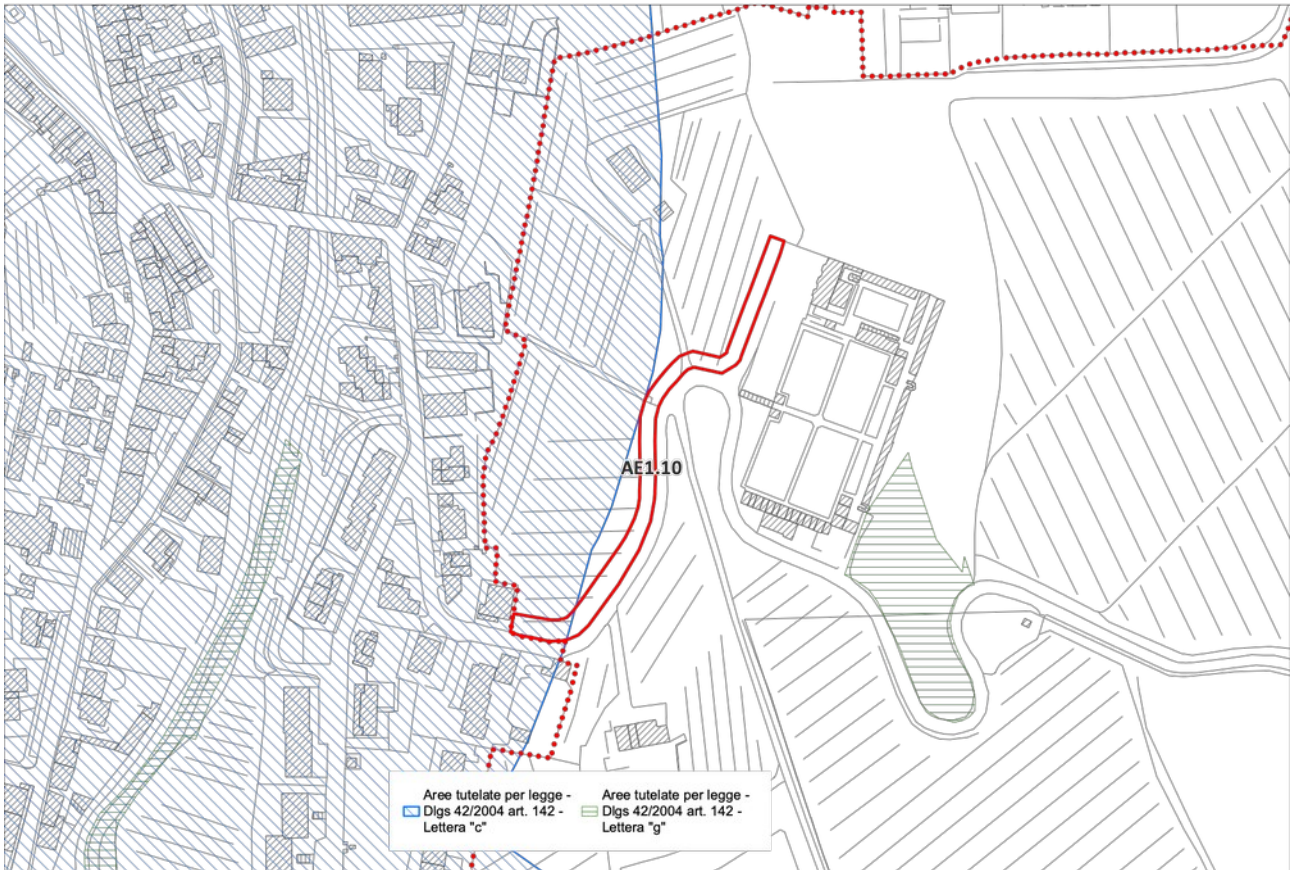 AE1.10
Aree tutelate per legge -
Dlgs 42/2004 art. 142 -
Lettera "c"
Aree tutelate per legge -
Dlgs 42/2004 art. 142 -
Lettera "g"